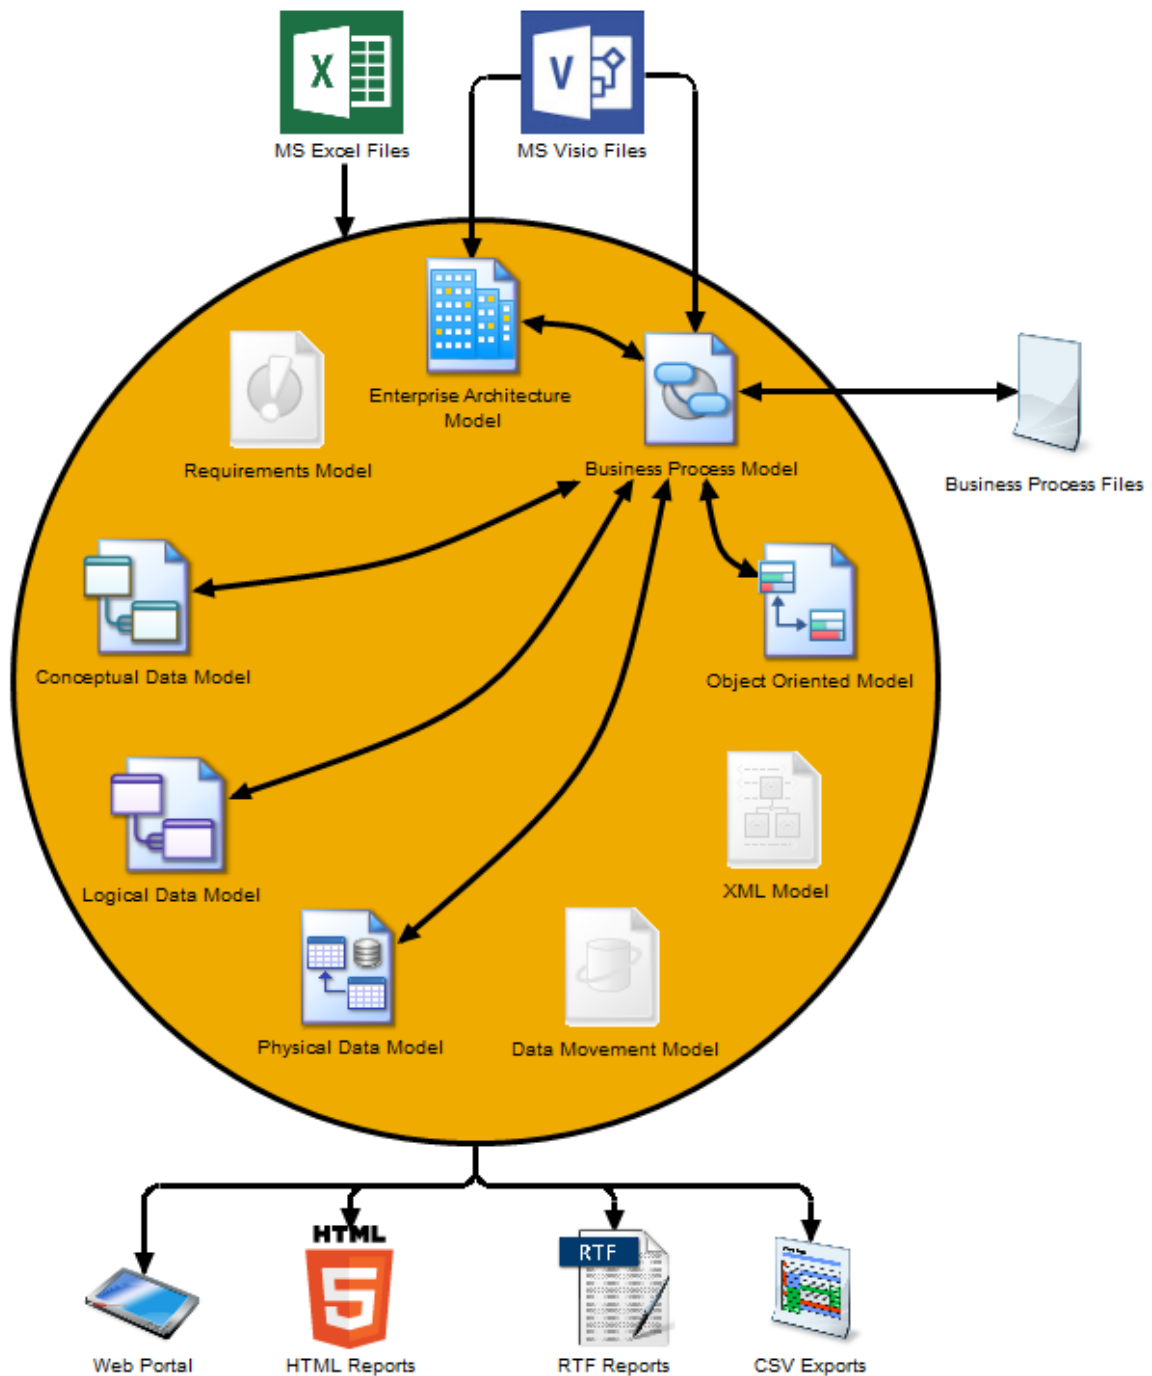 X
V
MS Excel Files
MS Visio Files
Enterprise Architecture
Model
Requirements Model
Business Process Model
Business Process Files
Conceptual Data Model
Object Oriented Model
Logical Data Model
XML Model
Physical Data Model
Data Movement Model
HTML
5
RTF
Web Portal
HTML Reports
RTF Reports
CSV Exports